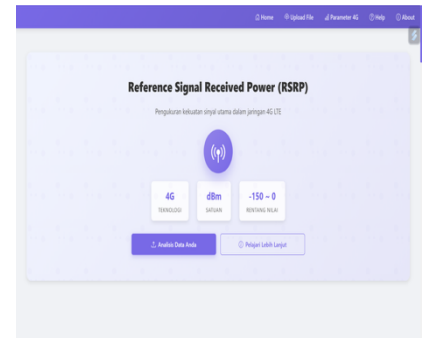 Home Upload File Parameter 4G Help About
Reference Signal Received Power (RSRP)
Pengukuran kekuatan sinyal utama dalam jaringan 4G LTE
4G dBm -150 ~ 0
TEKNOLOGI SATUAN RENTANG NILAI
Analisis Data Anda Pelajari Lebih Lanjut